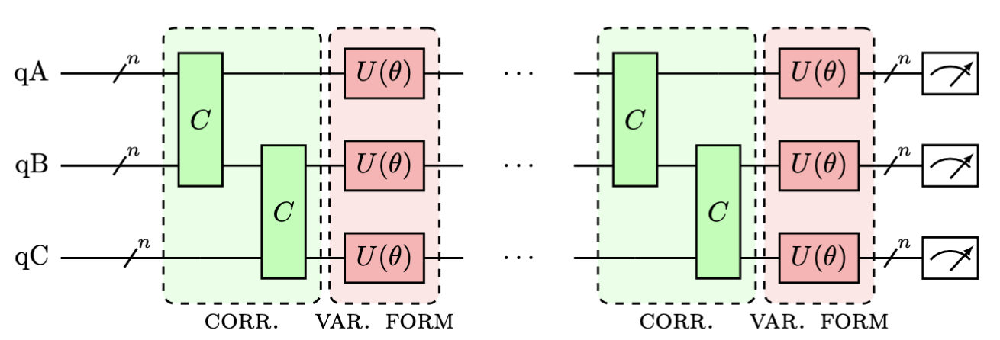 n n
qA C U(θ) ··· C U(θ)
n n
qB C U(θ) ··· C U(θ)
n n
qC U(θ) ··· U(θ)
CORR. VAR. FORM CORR. VAR. FORM